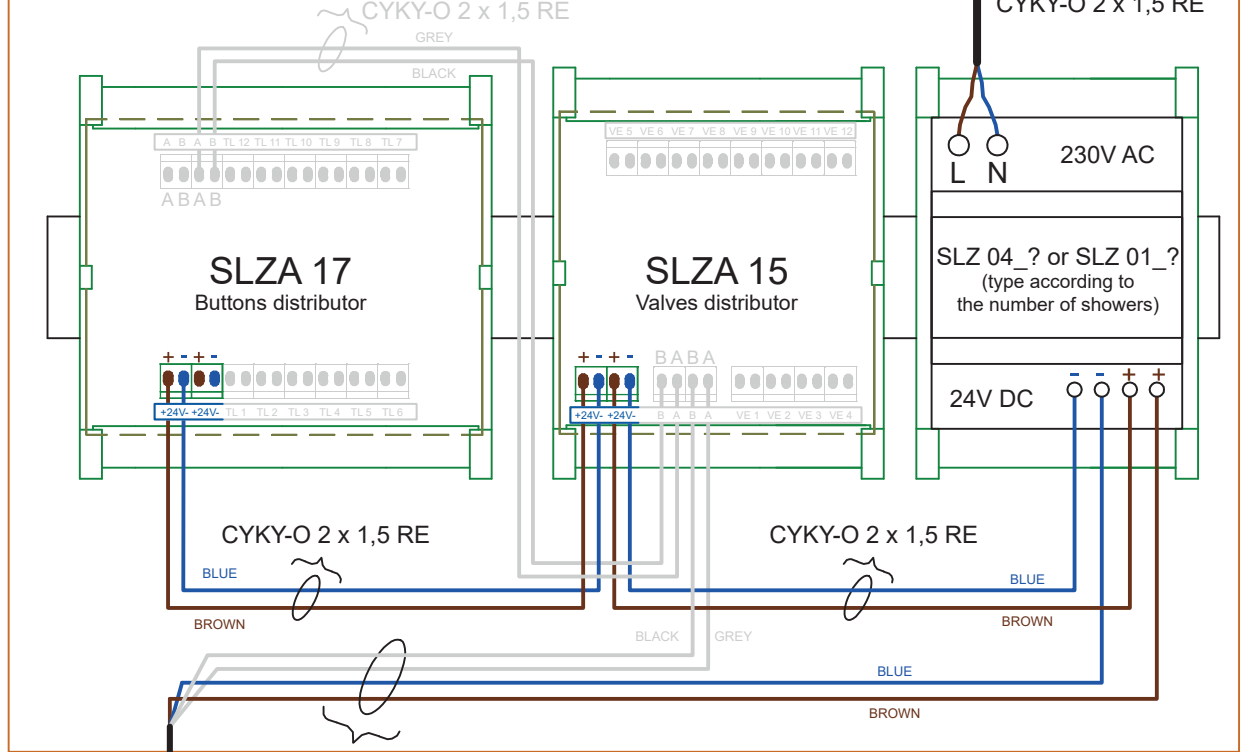 CYKY-O 2 x 1,5 RE
CYKY-O 2 x 1,5 RE
GREY
BLACK
A B A B TL 12 TL 11 TL 10 TL 9 TL 8 TL 7
A B A B
VE 5 VE 6 VE 7 VE 8 VE 9 VE 10 VE 11 VE 12
L N
230V AC
SLZA 17
Buttons distributor
SLZA 15
Valves distributor
SLZ 04_? or SLZ 01_?
(type according to
the number of showers)
+ - + -
+24V- +24V- TL 1 TL 2 TL 3 TL 4 TL 5 TL 6
+ - + -
B A B A
+24V- +24V- B A B A VE 1 VE 2 VE 3 VE 4
- - + +
24V DC
CYKY-O 2 x 1,5 RE
CYKY-O 2 x 1,5 RE
BLUE
BROWN
BLUE
BROWN
BLACK
GREY
BLUE
BROWN